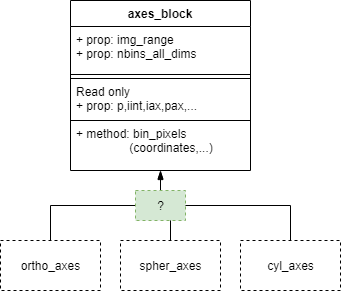 axes_block
+ prop: img_range
+ prop: nbins_all_dims
Read only
+ prop: p,iint,iax,pax,...
+ method: bin_pixels
(coordinates,...)
?
ortho_axes
spher_axes
cyl_axes